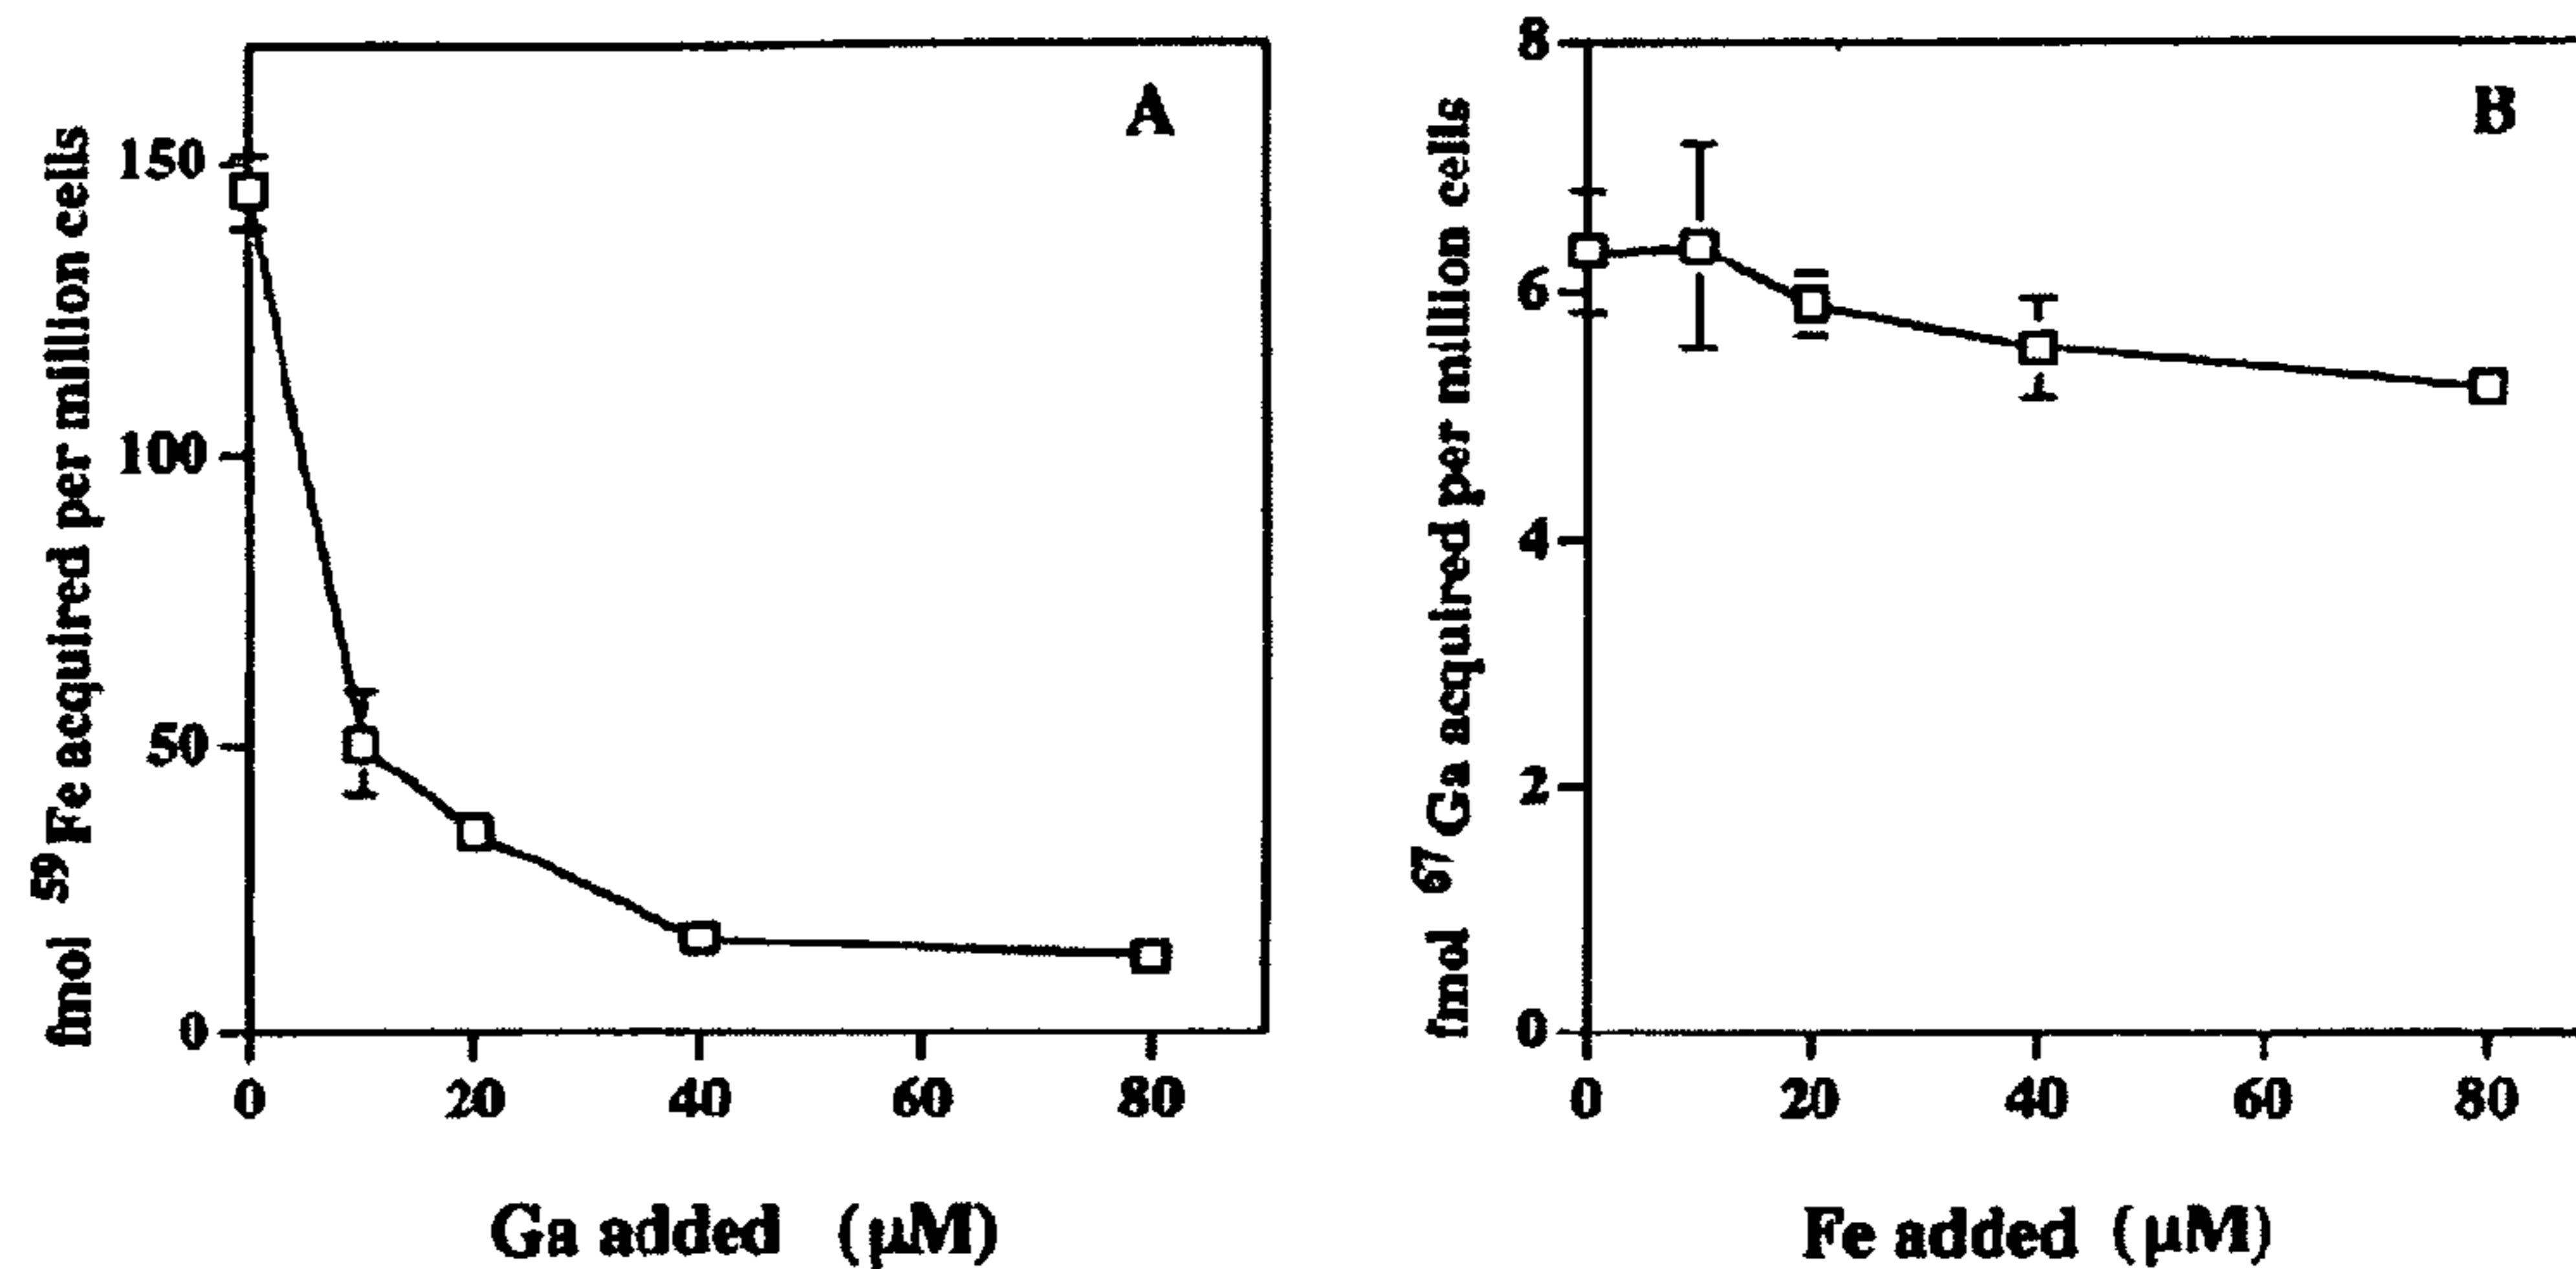 A
fmol 59Fe acquired per million cells
150
100
50
0
0 20 40 60 80
Ga added (μM)
B
fmol 67Ga acquired per million cells
8
6
4
2
0
0 20 40 60 80
Fe added (μM)